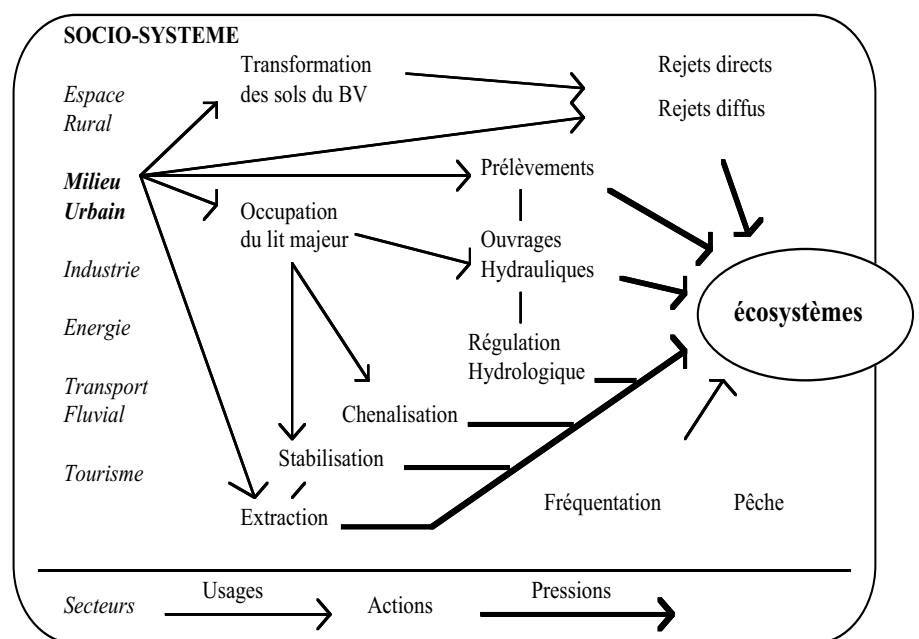 SOCIO-SYSTEME
Espace
Rural
Milieu
Urbain
Industrie
Energie
Transport
Fluvial
Tourisme
Transformation
des sols du BV
Occupation
du lit majeur
Chenalisation
Stabilisation
Extraction
Prélèvements
Ouvrages
Hydrauliques
Régulation
Hydrologique
Rejets directs
Rejets diffus
écosystèmes
Fréquentation
Pêche
Secteurs
Usages
Actions
Pressions